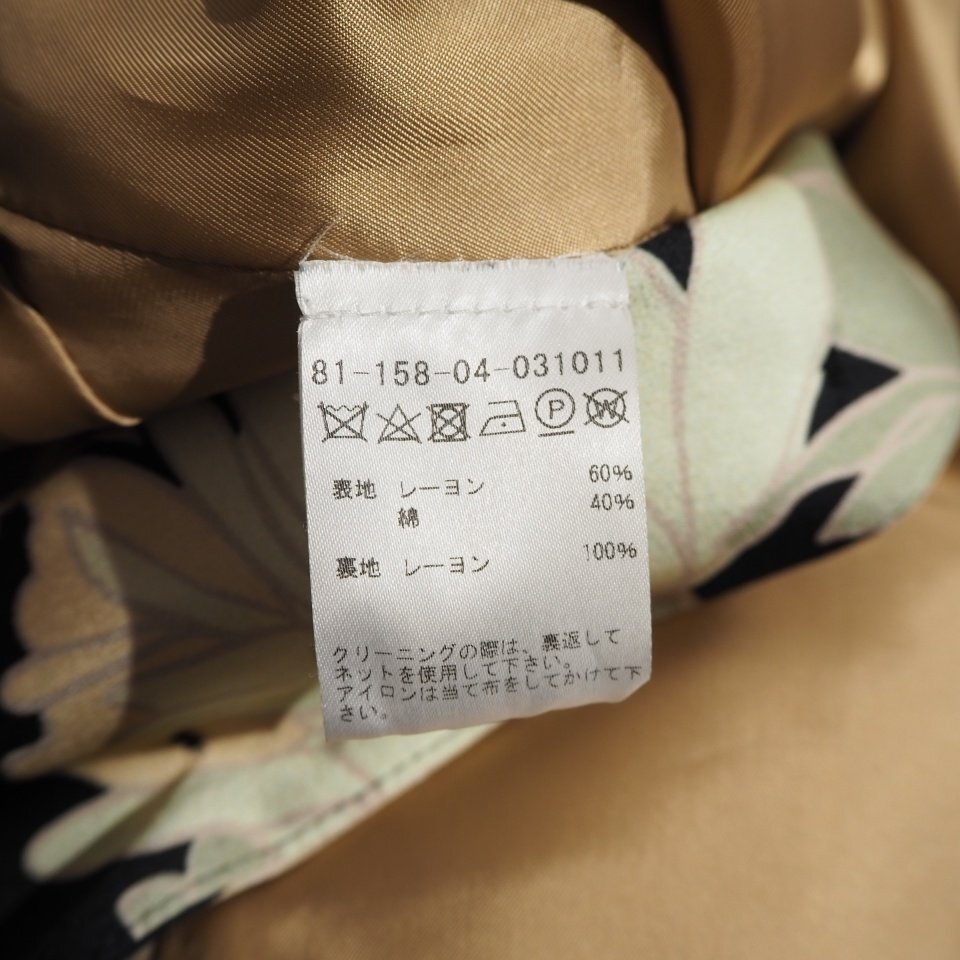 81-158-04-031011
P W
表地 レーヨン 60%
綿 40%
裏地 レーヨン 100%
クリーニングの際は、裏返して
ネットを使用して下さい。
アイロンは当て布をしてかけて下
さい。